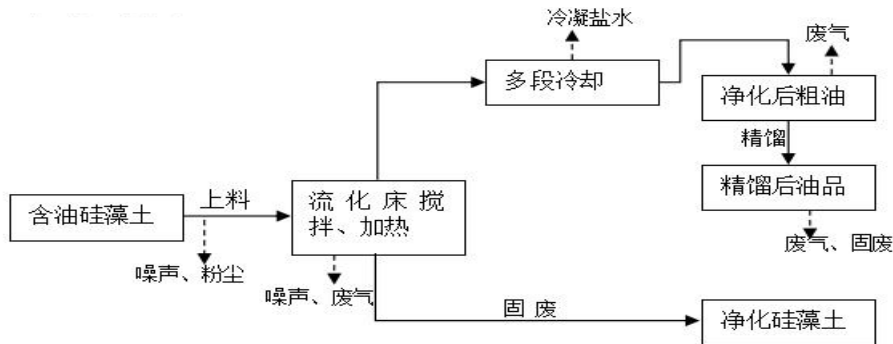 冷凝盐水
废气
多段冷却
净化后粗油
精馏
精馏后油品
上料
流化床搅
拌、加热
含油硅藻土
废气、固废
噪声、粉尘
噪声、废气
固废
净化硅藻土